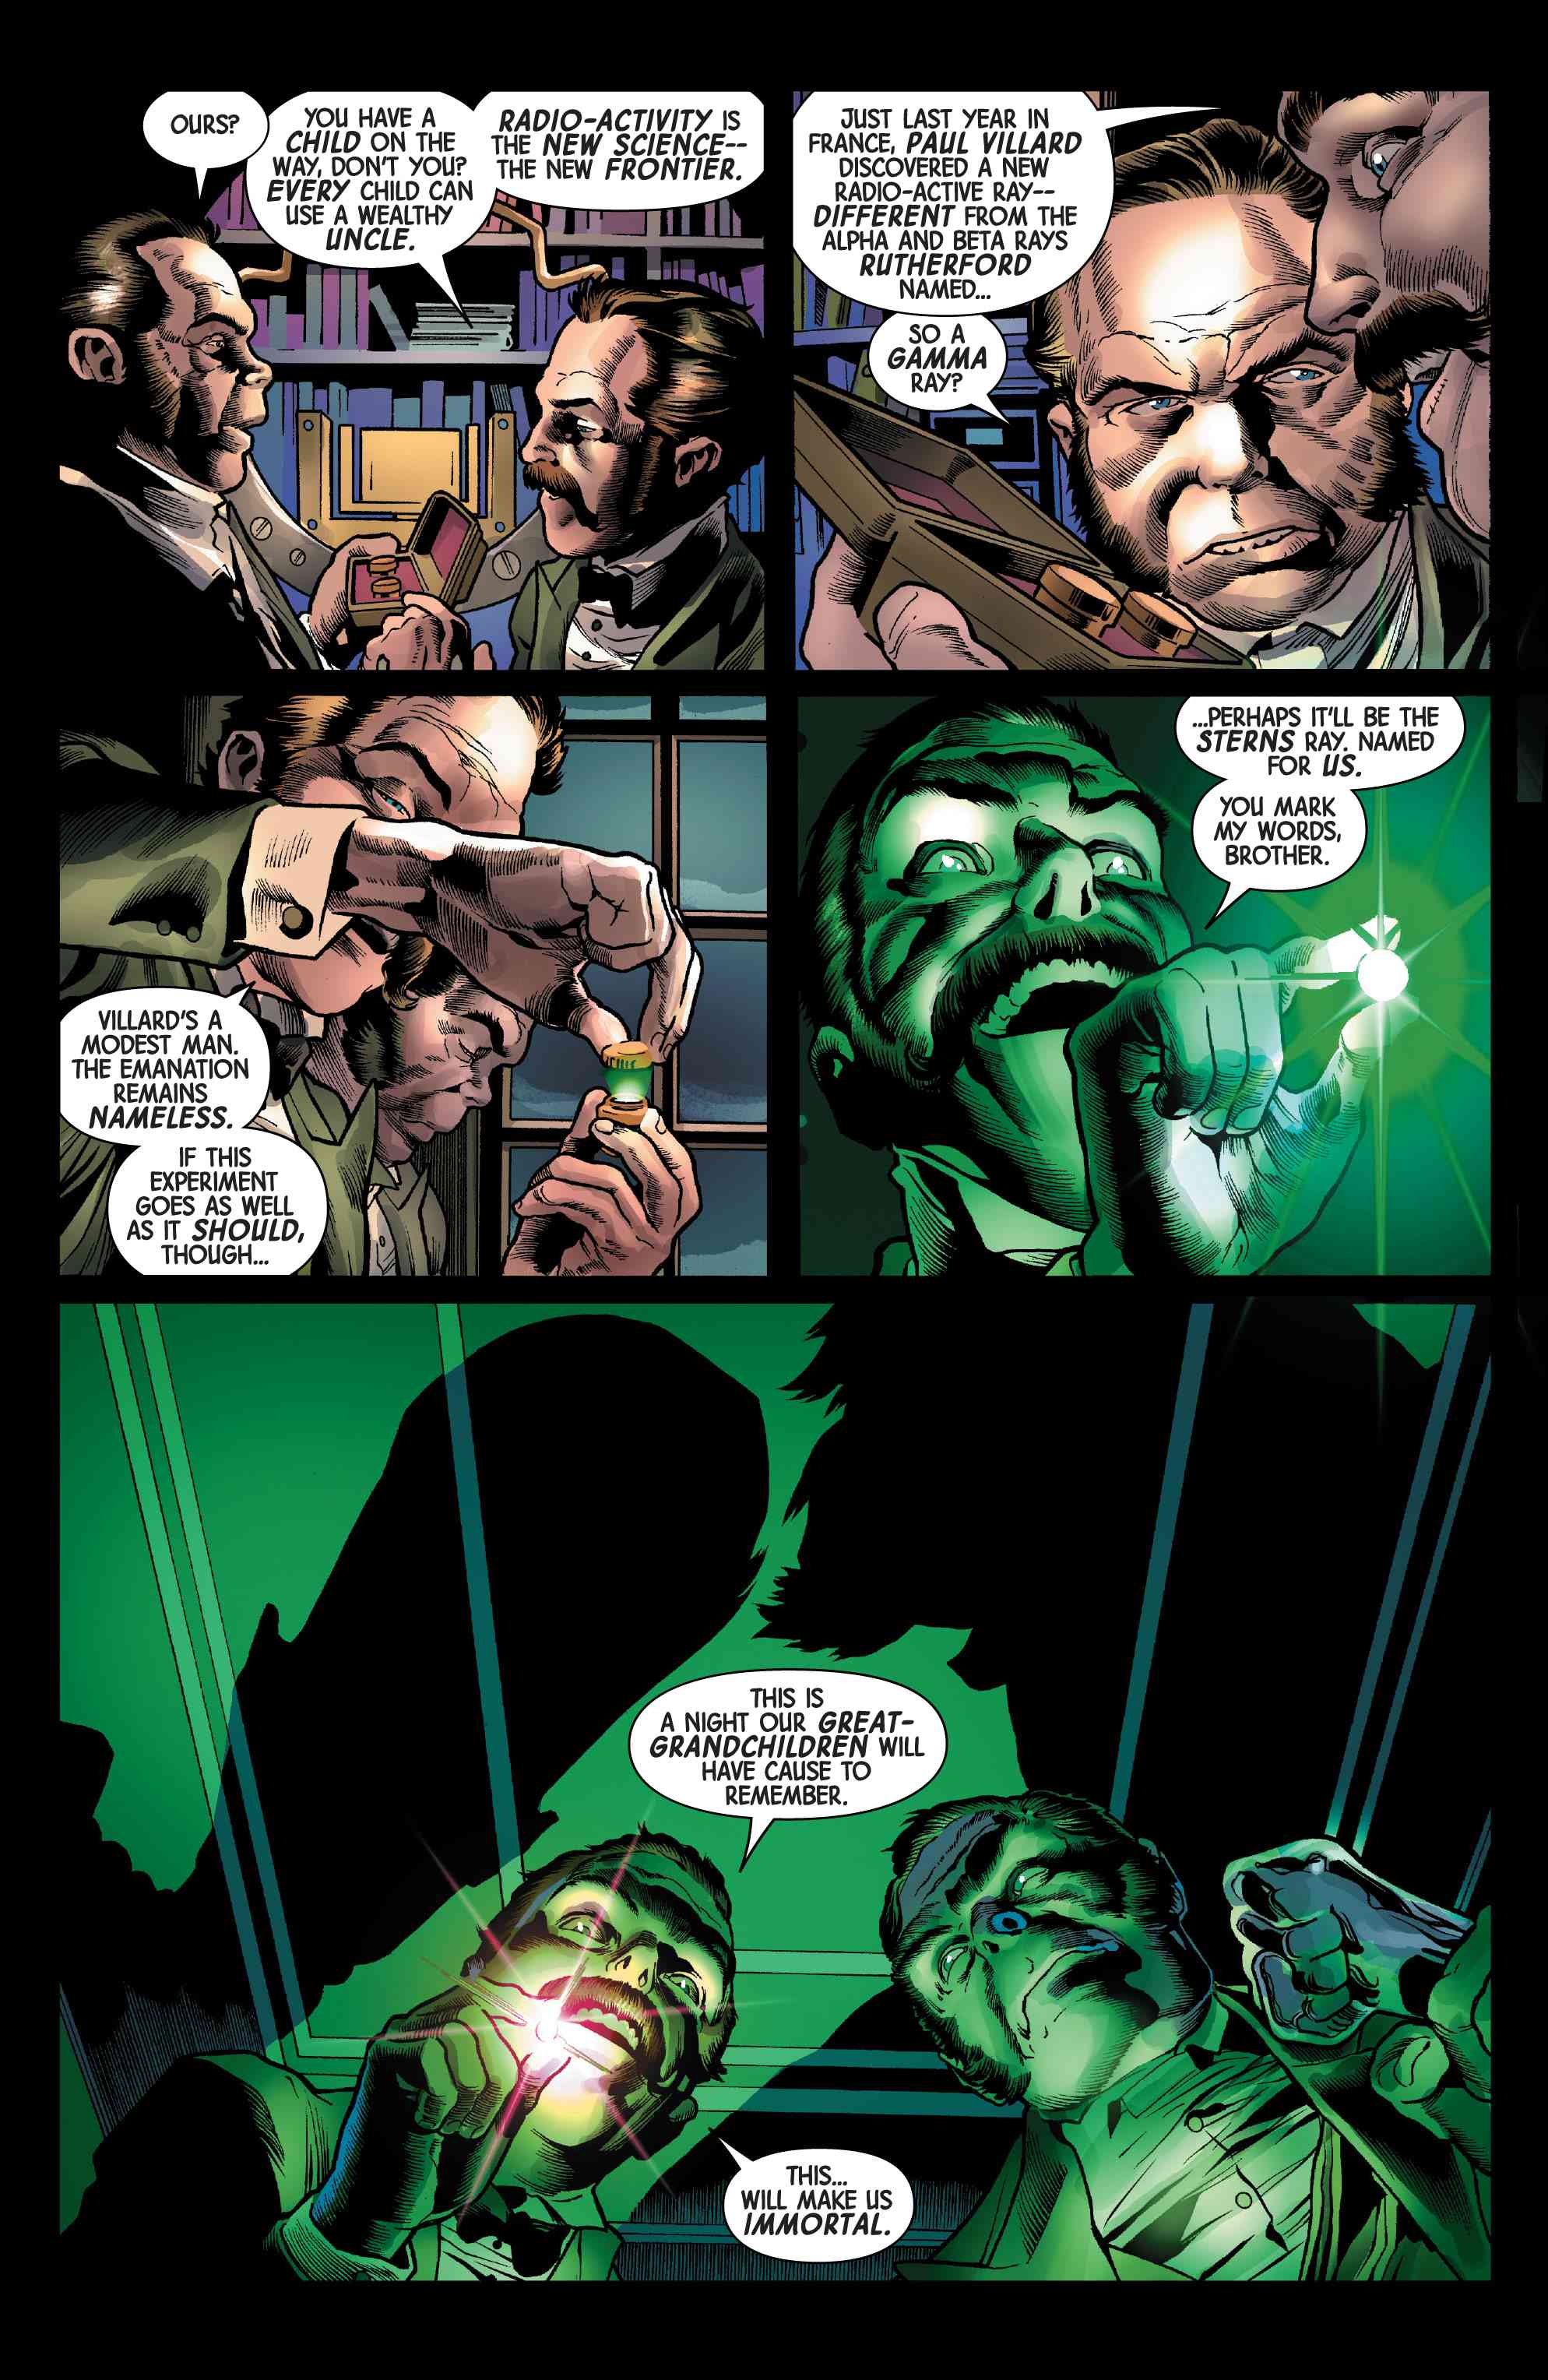 OURS?
YOU HAVE A
CHILD ON THE
WAY, DON'T YOU?
EVERY CHILD CAN
USE A WEALTHY
UNCLE.
RADIO-ACTIVITY IS
THE NEW SCIENCE--
THE NEW FRONTIER.
JUST LAST YEAR IN
FRANCE, PAUL VILLARD
DISCOVERED A NEW
RADIO-ACTIVE RAY--
DIFFERENT FROM THE
ALPHA AND BETA RAYS
RUTHERFORD
NAMED...
SO A
GAMMA
RAY?
VILLARD'S A
MODEST MAN.
THE EMANATION
REMAINS
NAMELESS.
IF THIS
EXPERIMENT
GOES AS WELL
AS IT SHOULD,
THOUGH...
...PERHAPS IT'LL BE THE
STERNS RAY. NAMED
FOR US.
YOU MARK
MY WORDS,
BROTHER.
THIS IS
A NIGHT OUR GREAT-
GRANDCHILDREN WILL
HAVE CAUSE TO
REMEMBER.
THIS...
WILL MAKE US
IMMORTAL.